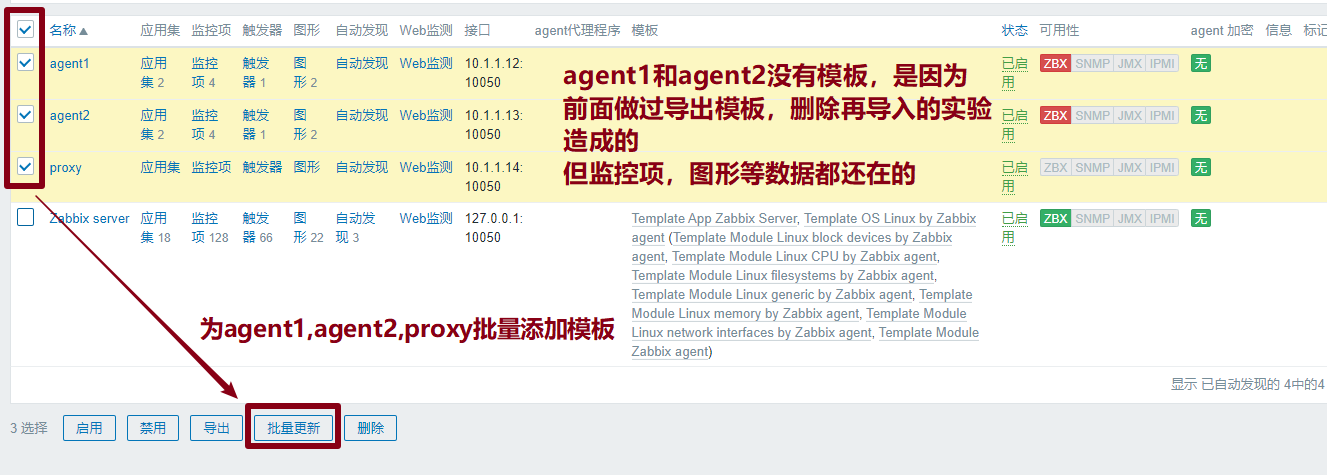 名称▲ 应用集 监控项 触发器 图形 自动发现 Web监测 接口 agent代理程序 模板 状态 可用性 agent 加密 信息 标记
agent1 应用 监控 触发 图 自动发现 Web监测 10.1.1.12: 已启 ZBX SNMP JMX IPMI 无
集 2 项 4 器 1 形 2 10050 用
agent2 应用 监控 触发 图 自动发现 Web监测 10.1.1.13: 已启 ZBX SNMP JMX IPMI 无
集 2 项 4 器 1 形 2 10050 用
proxy 应用集 监控项 触发器 图形 自动发现 Web监测 10.1.1.14: 已启 ZBX SNMP JMX IPMI 无
10050 用
agent1和agent2没有模板，是因为
前面做过导出模板，删除再导入的实验
造成的
但监控项，图形等数据都还在的
Zabbix server 应用 监控 触发 图 自动发 Web监测 127.0.0.1: Template App Zabbix Server, Template OS Linux by Zabbix 已启 ZBX SNMP JMX IPMI 无
集 18 项 128 器 66 形 22 现 3 10050 agent (Template Module Linux block devices by Zabbix 用
agent, Template Module Linux CPU by Zabbix agent,
Template Module Linux filesystems by Zabbix agent,
Template Module Linux generic by Zabbix agent, Template
Module Linux memory by Zabbix agent, Template Module
Linux network interfaces by Zabbix agent, Template Module
Zabbix agent)
为agent1,agent2,proxy批量添加模板
显示 已自动发现的 4中的4
3 选择 启用 禁用 导出 批量更新 删除